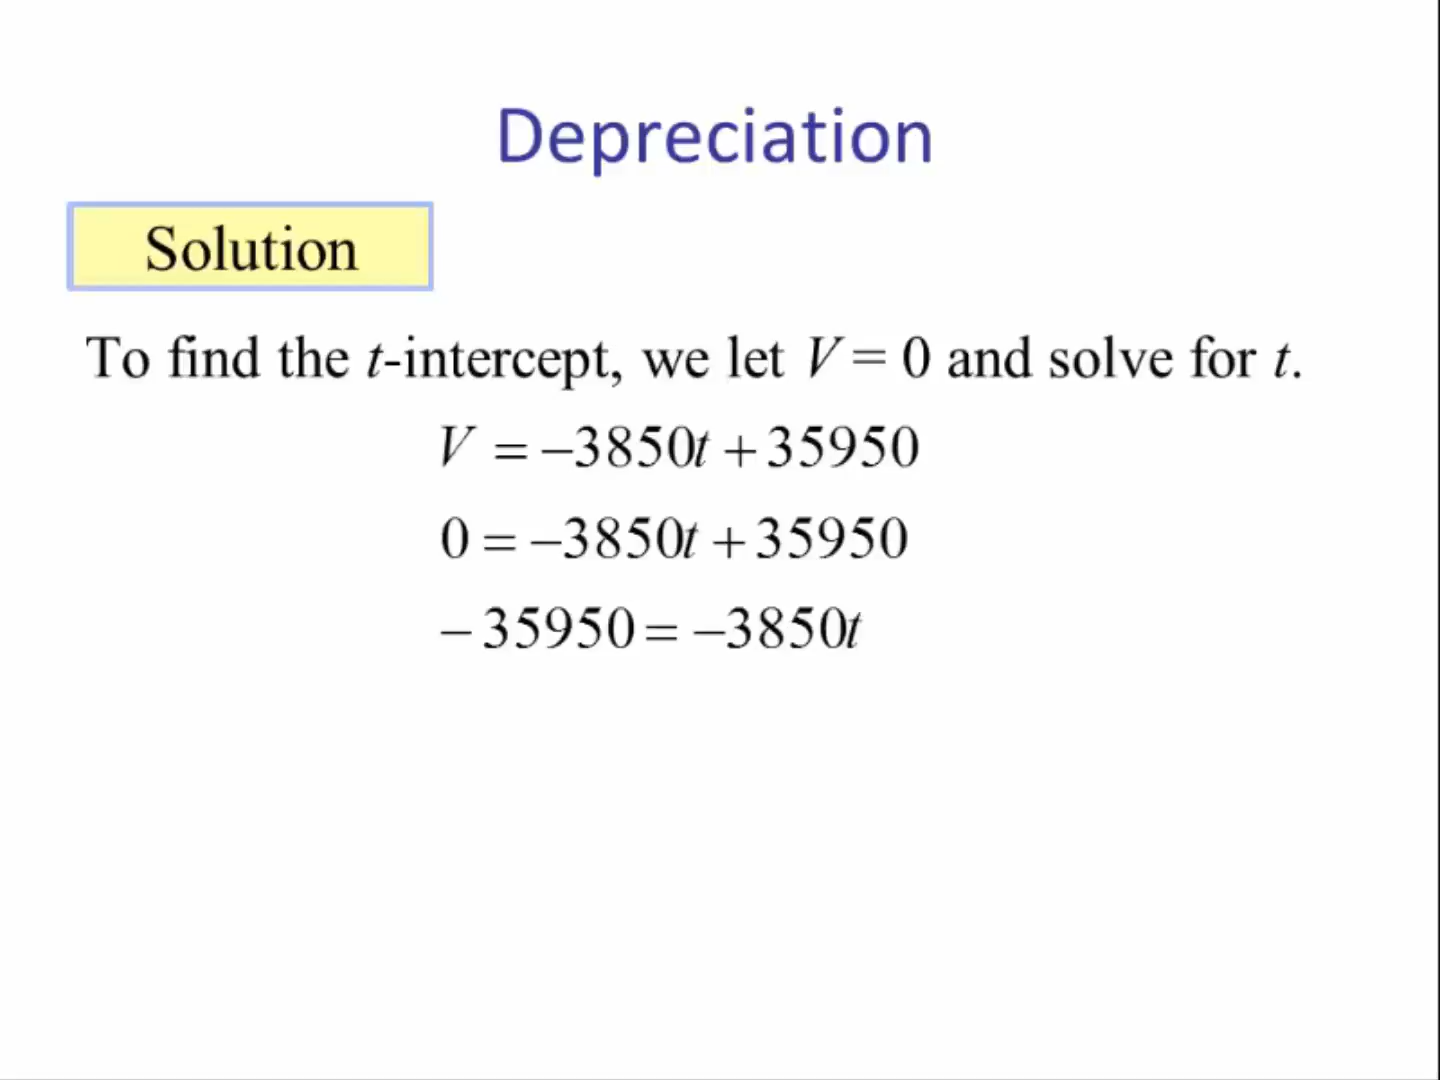 Depreciation
Solution
To find the t-intercept, we let V = 0 and solve for t.
V = −3850t + 35950
0 = −3850t + 35950
−35950 = −3850t